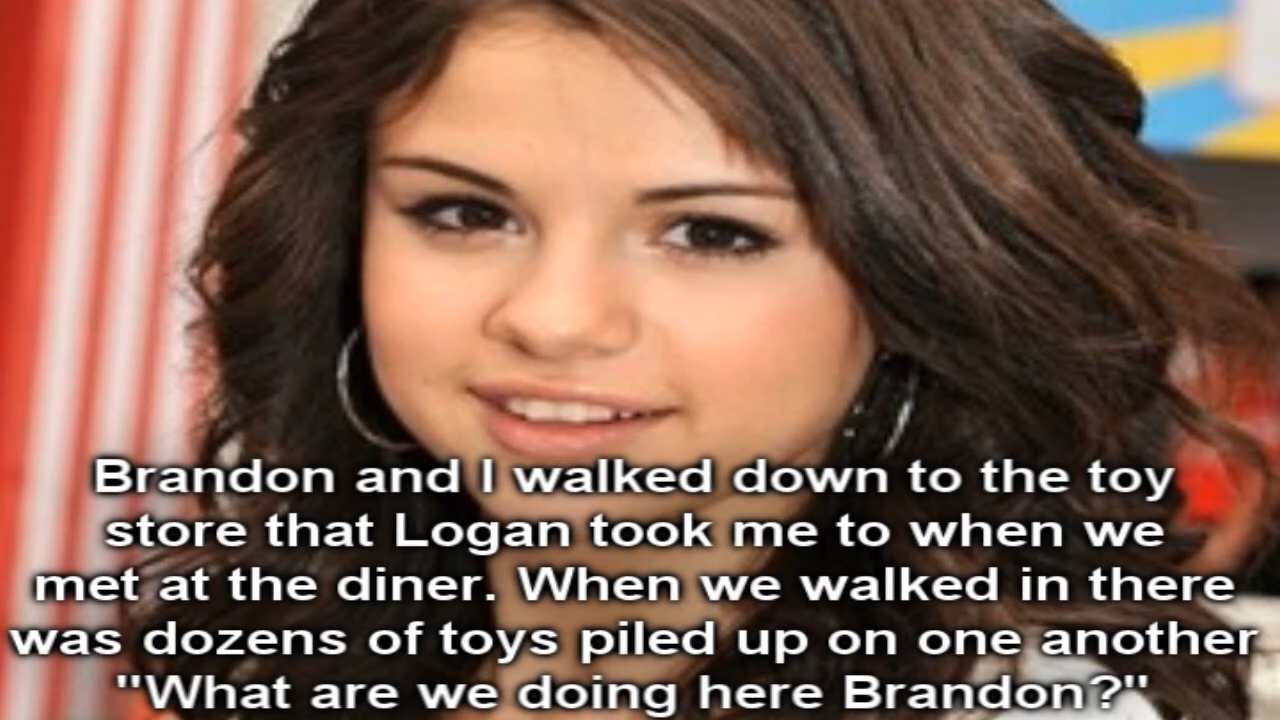 Brandon and I walked down to the toy
store that Logan took me to when we
met at the diner. When we walked in there
was dozens of toys piled up on one another
"What are we doing here Brandon?"